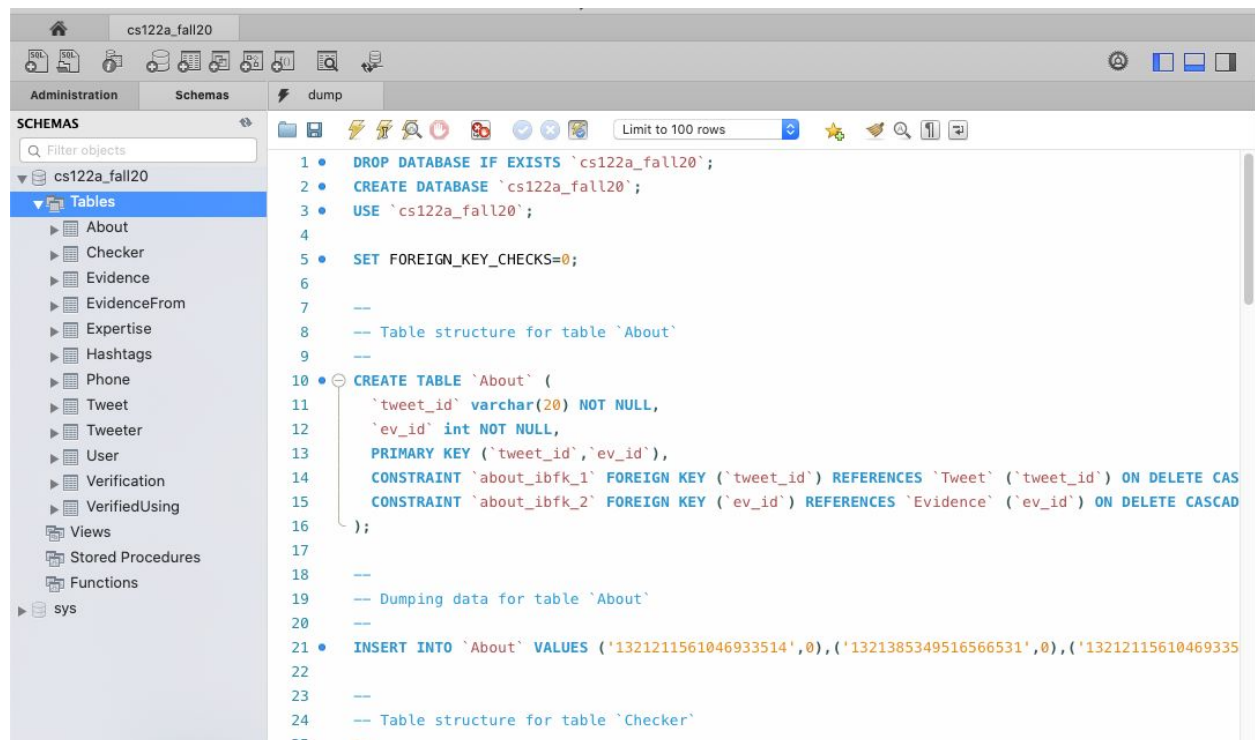 cs122a_fall20
SQL SQL
Administration Schemas dump
SCHEMAS
Filter objects
Limit to 100 rows
cs122a_fall20
Tables
About
Checker
Evidence
EvidenceFrom
Expertise
Hashtags
Phone
Tweet
Tweeter
User
Verification
VerifiedUsing
Views
Stored Procedures
Functions
sys
1 DROP DATABASE IF EXISTS `cs122a_fall20`;
2 CREATE DATABASE `cs122a_fall20`;
3 USE `cs122a_fall20`;
4
5 SET FOREIGN_KEY_CHECKS=0;
6
7 --
8 -- Table structure for table `About`
9 --
10 CREATE TABLE `About` (
11 `tweet_id` varchar(20) NOT NULL,
12 `ev_id` int NOT NULL,
13 PRIMARY KEY (`tweet_id`,`ev_id`),
14 CONSTRAINT `about_ibfk_1` FOREIGN KEY (`tweet_id`) REFERENCES `Tweet` (`tweet_id`) ON DELETE CAS
15 CONSTRAINT `about_ibfk_2` FOREIGN KEY (`ev_id`) REFERENCES `Evidence` (`ev_id`) ON DELETE CASCAD
16 );
17
18 --
19 -- Dumping data for table `About`
20 --
21 INSERT INTO `About` VALUES ('1321211561046933514',0),('1321385349516566531',0),('13212115610469335
22
23 --
24 -- Table structure for table `Checker`